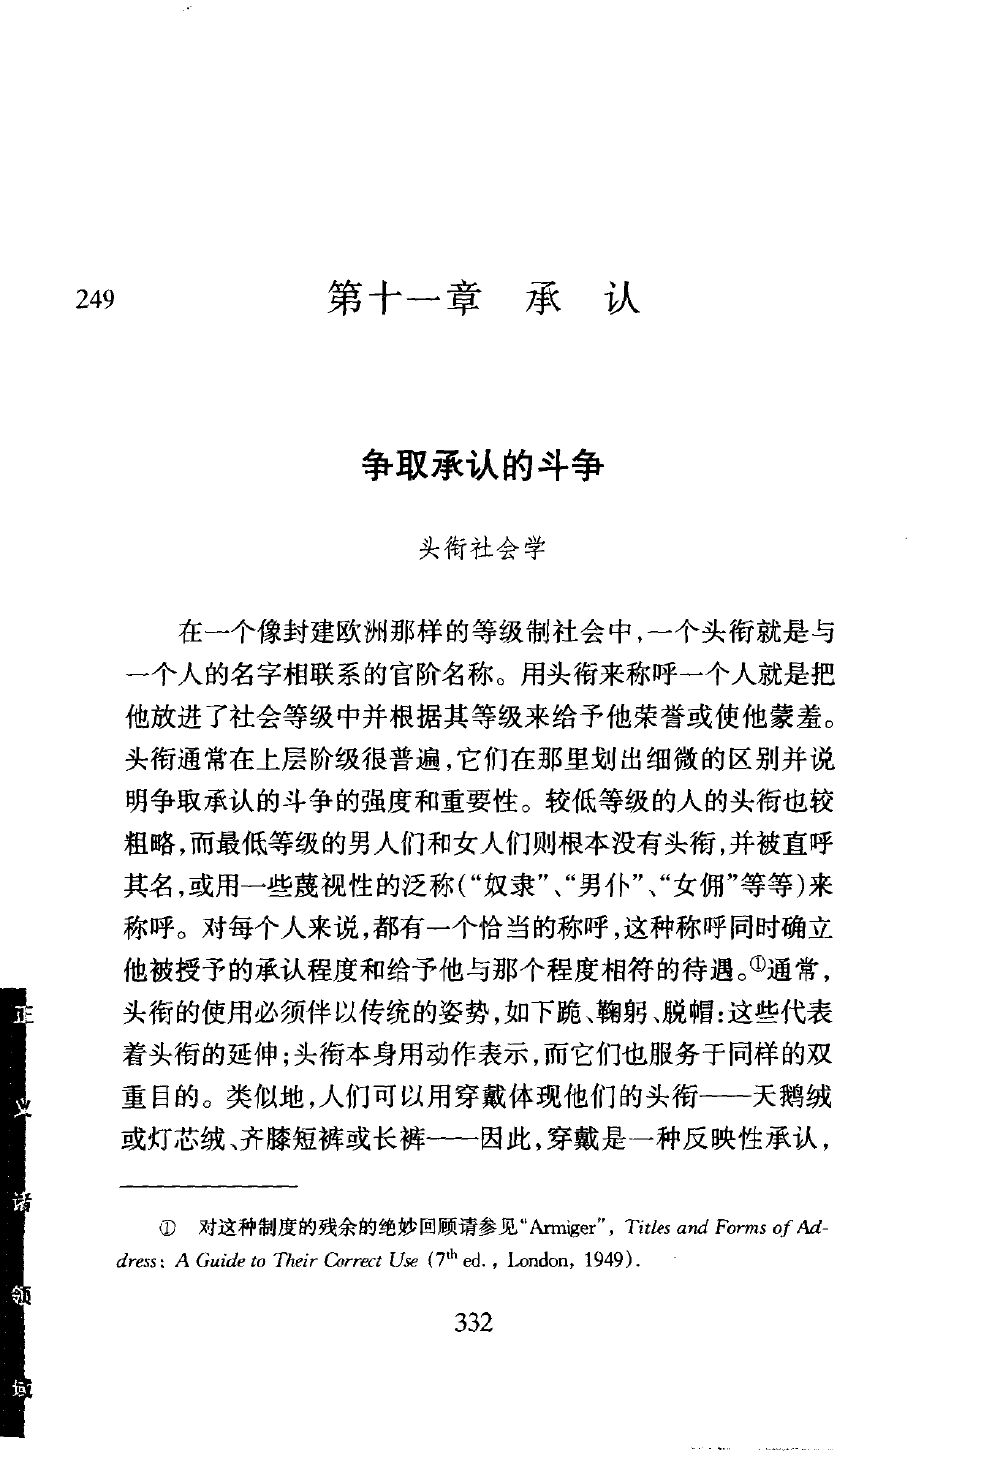 249
第十一章 承 认
争取承认的斗争
头衔社会学
在一个像封建欧洲那样的等级制社会中,一个头衔就是与
一个人的名字相联系的官阶名称。用头衔来称呼一个人就是把
他放进了社会等级中并根据其等级来给予他荣誉或使他蒙羞。
头衔通常在上层阶级很普遍,它们在那里划出细微的区别并说
明争取承认的斗争的强度和重要性。较低等级的人的头衔也较
粗略,而最低等级的男人们和女人们则根本没有头衔,并被直呼
其名,或用一些蔑视性的泛称(“奴隶”、“男仆”、“女佣”等等)来
称呼。对每个人来说,都有一个恰当的称呼,这种称呼同时确立
他被授予的承认程度和给予他与那个程度相符的待遇。①通常,
头衔的使用必须伴以传统的姿势,如下跪、鞠躬、脱帽:这些代表
着头衔的延伸;头衔本身用动作表示,而它们也服务于同样的双
重目的。类似地,人们可以用穿戴体现他们的头衔——天鹅绒
或灯芯绒、齐膝短裤或长裤——因此,穿戴是一种反映性承认,
① 对这种制度的残余的绝妙回顾请参见“Armiger”, Titles and Forms of Ad-
dress: A Guide to Their Correct Use (7th ed., London, 1949).
332
正
义
诸
领
域